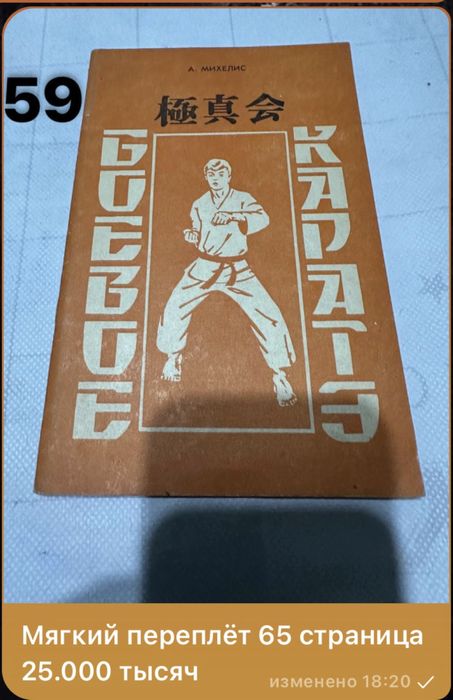 59
А. МИХЕЛИС
極真会
БОЕВОЕ
КАРАТЭ
Мягкий переплёт 65 страница
25.000 тысяч
изменено 18:20